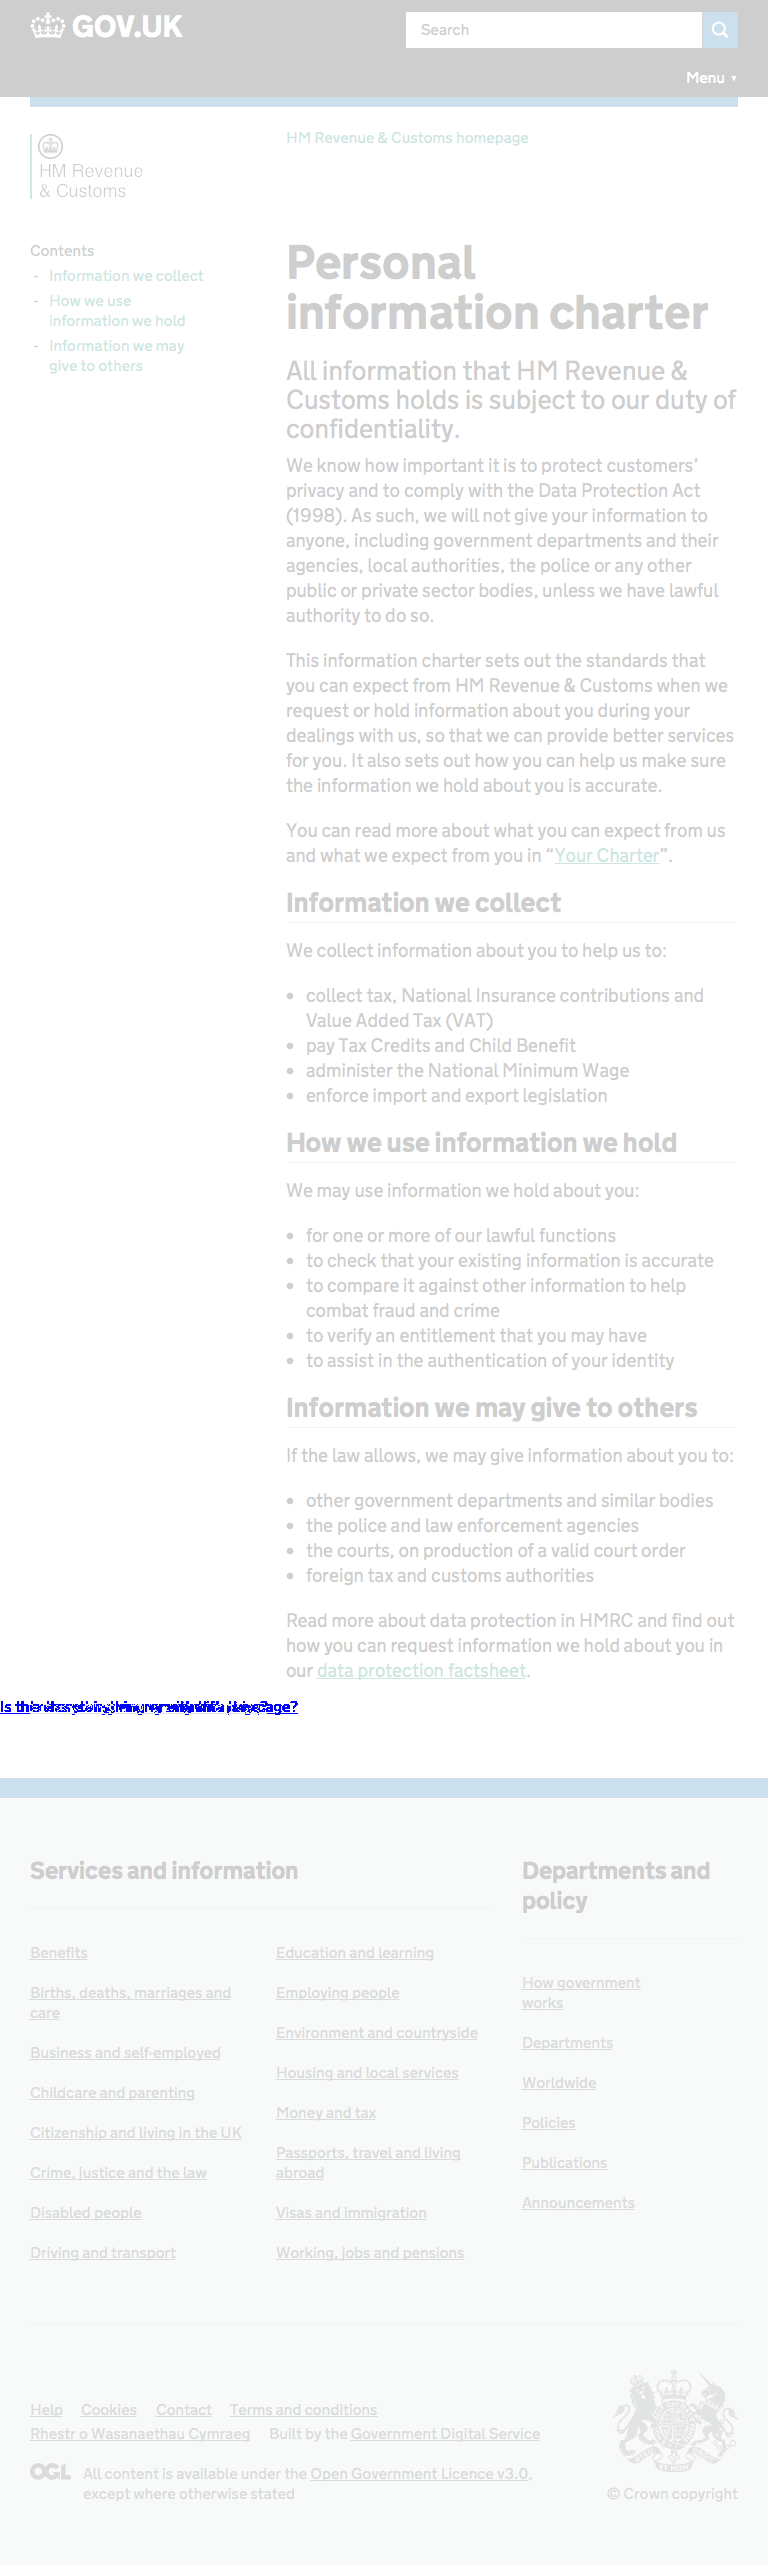 GOV.UK
Search
Menu ▼
HM Revenue
& Customs
HM Revenue & Customs homepage
Contents
- Information we collect
- How we use
information we hold
- Information we may
give to others
Personal
information charter
All information that HM Revenue &
Customs holds is subject to our duty of
confidentiality.
We know how important it is to protect customers’
privacy and to comply with the Data Protection Act
(1998). As such, we will not give your information to
anyone, including government departments and their
agencies, local authorities, the police or any other
public or private sector bodies, unless we have lawful
authority to do so.
This information charter sets out the standards that
you can expect from HM Revenue & Customs when we
request or hold information about you during your
dealings with us, so that we can provide better services
for you. It also sets out how you can help us make sure
the information we hold about you is accurate.
You can read more about what you can expect from us
and what we expect from you in “Your Charter”.
Information we collect
We collect information about you to help us to:
• collect tax, National Insurance contributions and
Value Added Tax (VAT)
• pay Tax Credits and Child Benefit
• administer the National Minimum Wage
• enforce import and export legislation
How we use information we hold
We may use information we hold about you:
• for one or more of our lawful functions
• to check that your existing information is accurate
• to compare it against other information to help
combat fraud and crime
• to verify an entitlement that you may have
• to assist in the authentication of your identity
Information we may give to others
If the law allows, we may give information about you to:
• other government departments and similar bodies
• the police and law enforcement agencies
• the courts, on production of a valid court order
• foreign tax and customs authorities
Read more about data protection in HMRC and find out
how you can request information we hold about you in
our data protection factsheet.
Is
Services and information
Benefits
Births, deaths, marriages and
care
Business and self-employed
Childcare and parenting
Citizenship and living in the UK
Crime, justice and the law
Disabled people
Driving and transport
Education and learning
Employing people
Environment and countryside
Housing and local services
Money and tax
Passports, travel and living
abroad
Visas and immigration
Working, jobs and pensions
Departments and
policy
How government
works
Departments
Worldwide
Policies
Publications
Announcements
Help Cookies Contact Terms and conditions
Rhestr o Wasanaethau Cymraeg Built by the Government Digital Service
OGL All content is available under the Open Government Licence v3.0,
except where otherwise stated
© Crown copyright